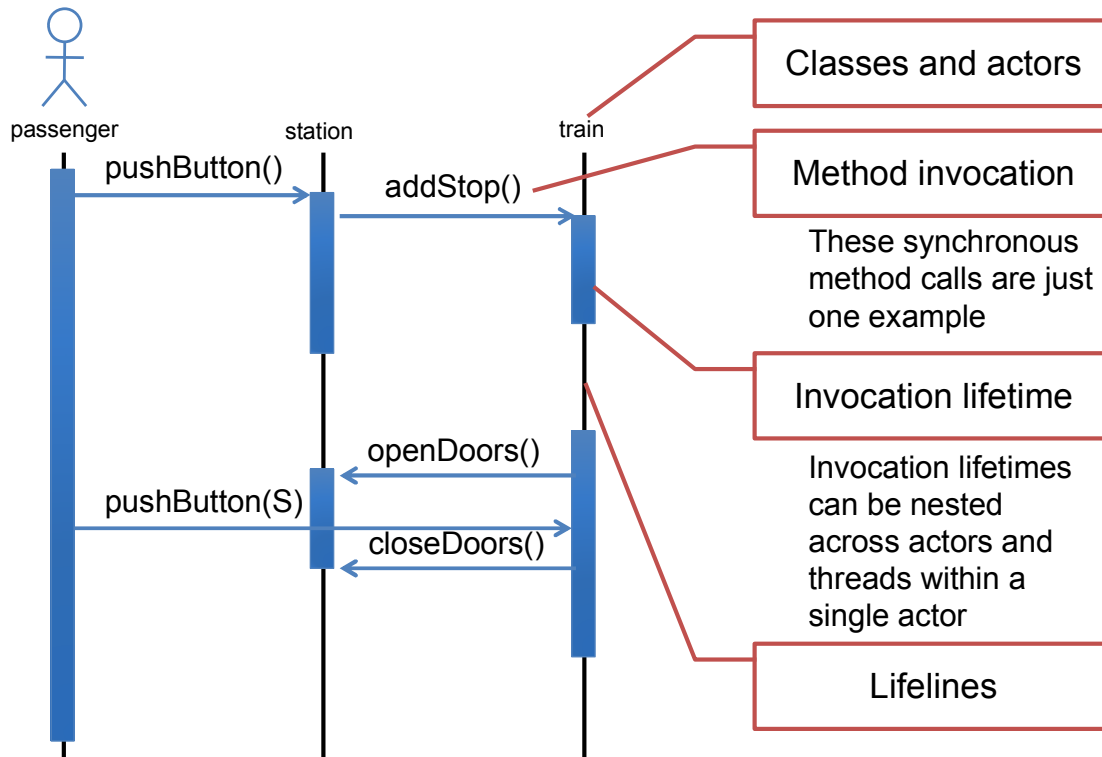 passenger
station
train
pushButton()
addStop()
openDoors()
pushButton(S)
closeDoors()
Classes and actors
Method invocation
These synchronous
method calls are just
one example
Invocation lifetime
Invocation lifetimes
can be nested
across actors and
threads within a
single actor
Lifelines